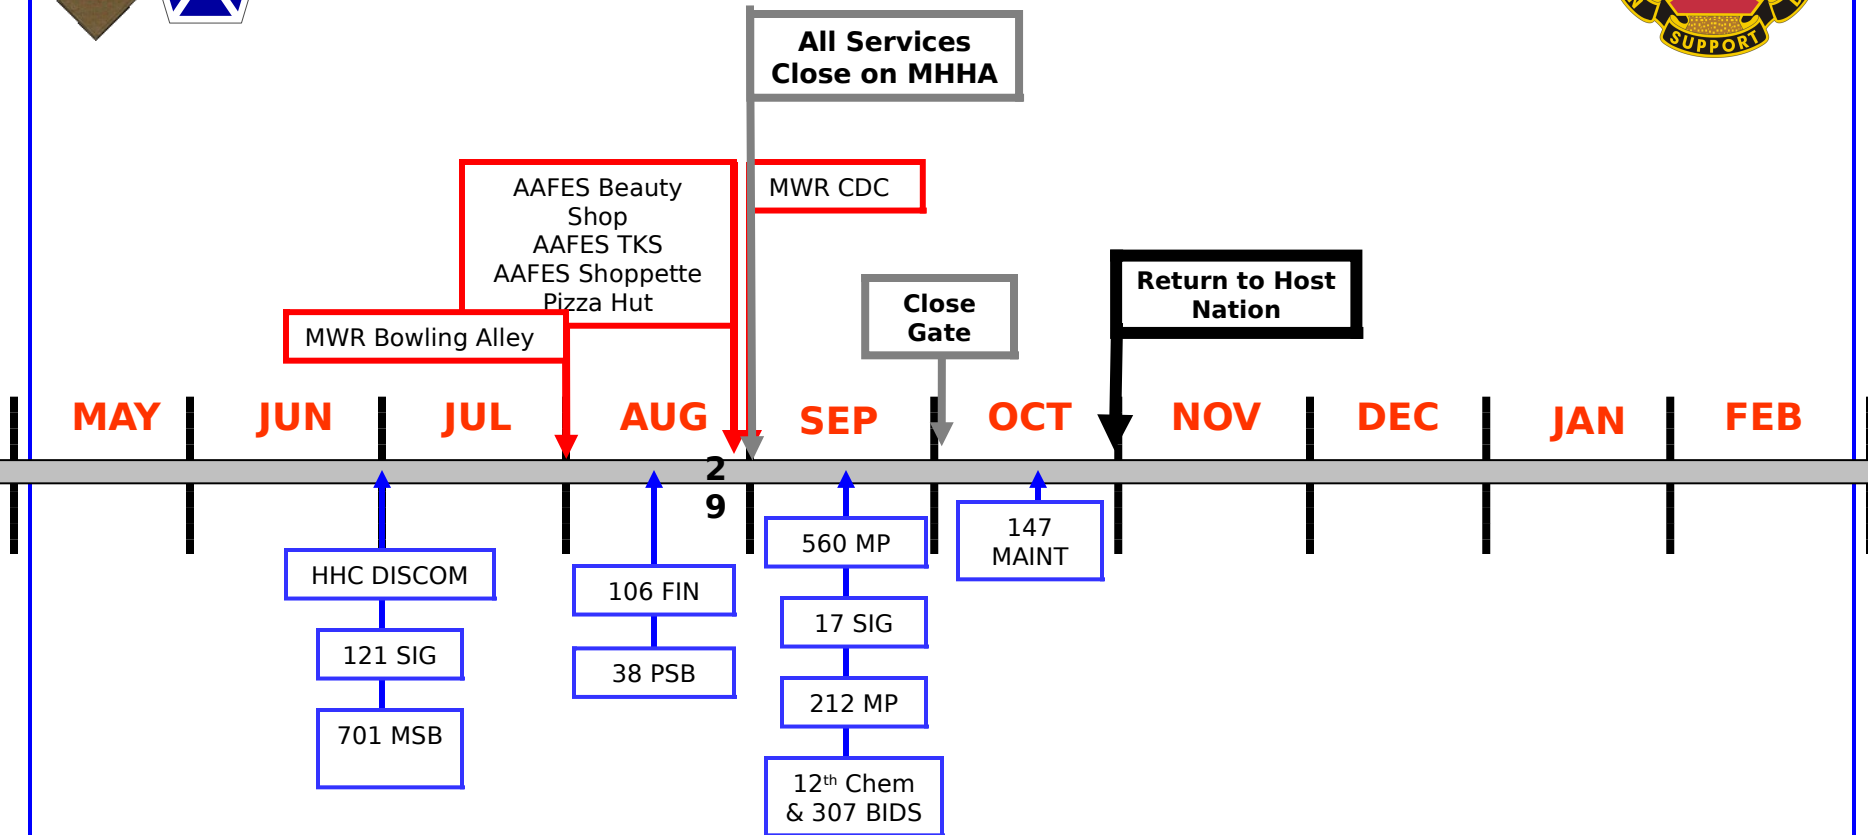 SUPPORT
All Services
Close on MHHA
AAFES Beauty
Shop
AAFES TKS
AAFES Shoppette
Pizza Hut
MWR CDC
MWR Bowling Alley
Close
Gate
Return to Host
Nation
MAY
JUN
JUL
AUG
SEP
OCT
NOV
DEC
JAN
FEB
2
9
HHC DISCOM
121 SIG
701 MSB
106 FIN
38 PSB
560 MP
17 SIG
212 MP
12th Chem
& 307 BIDS
147
MAINT